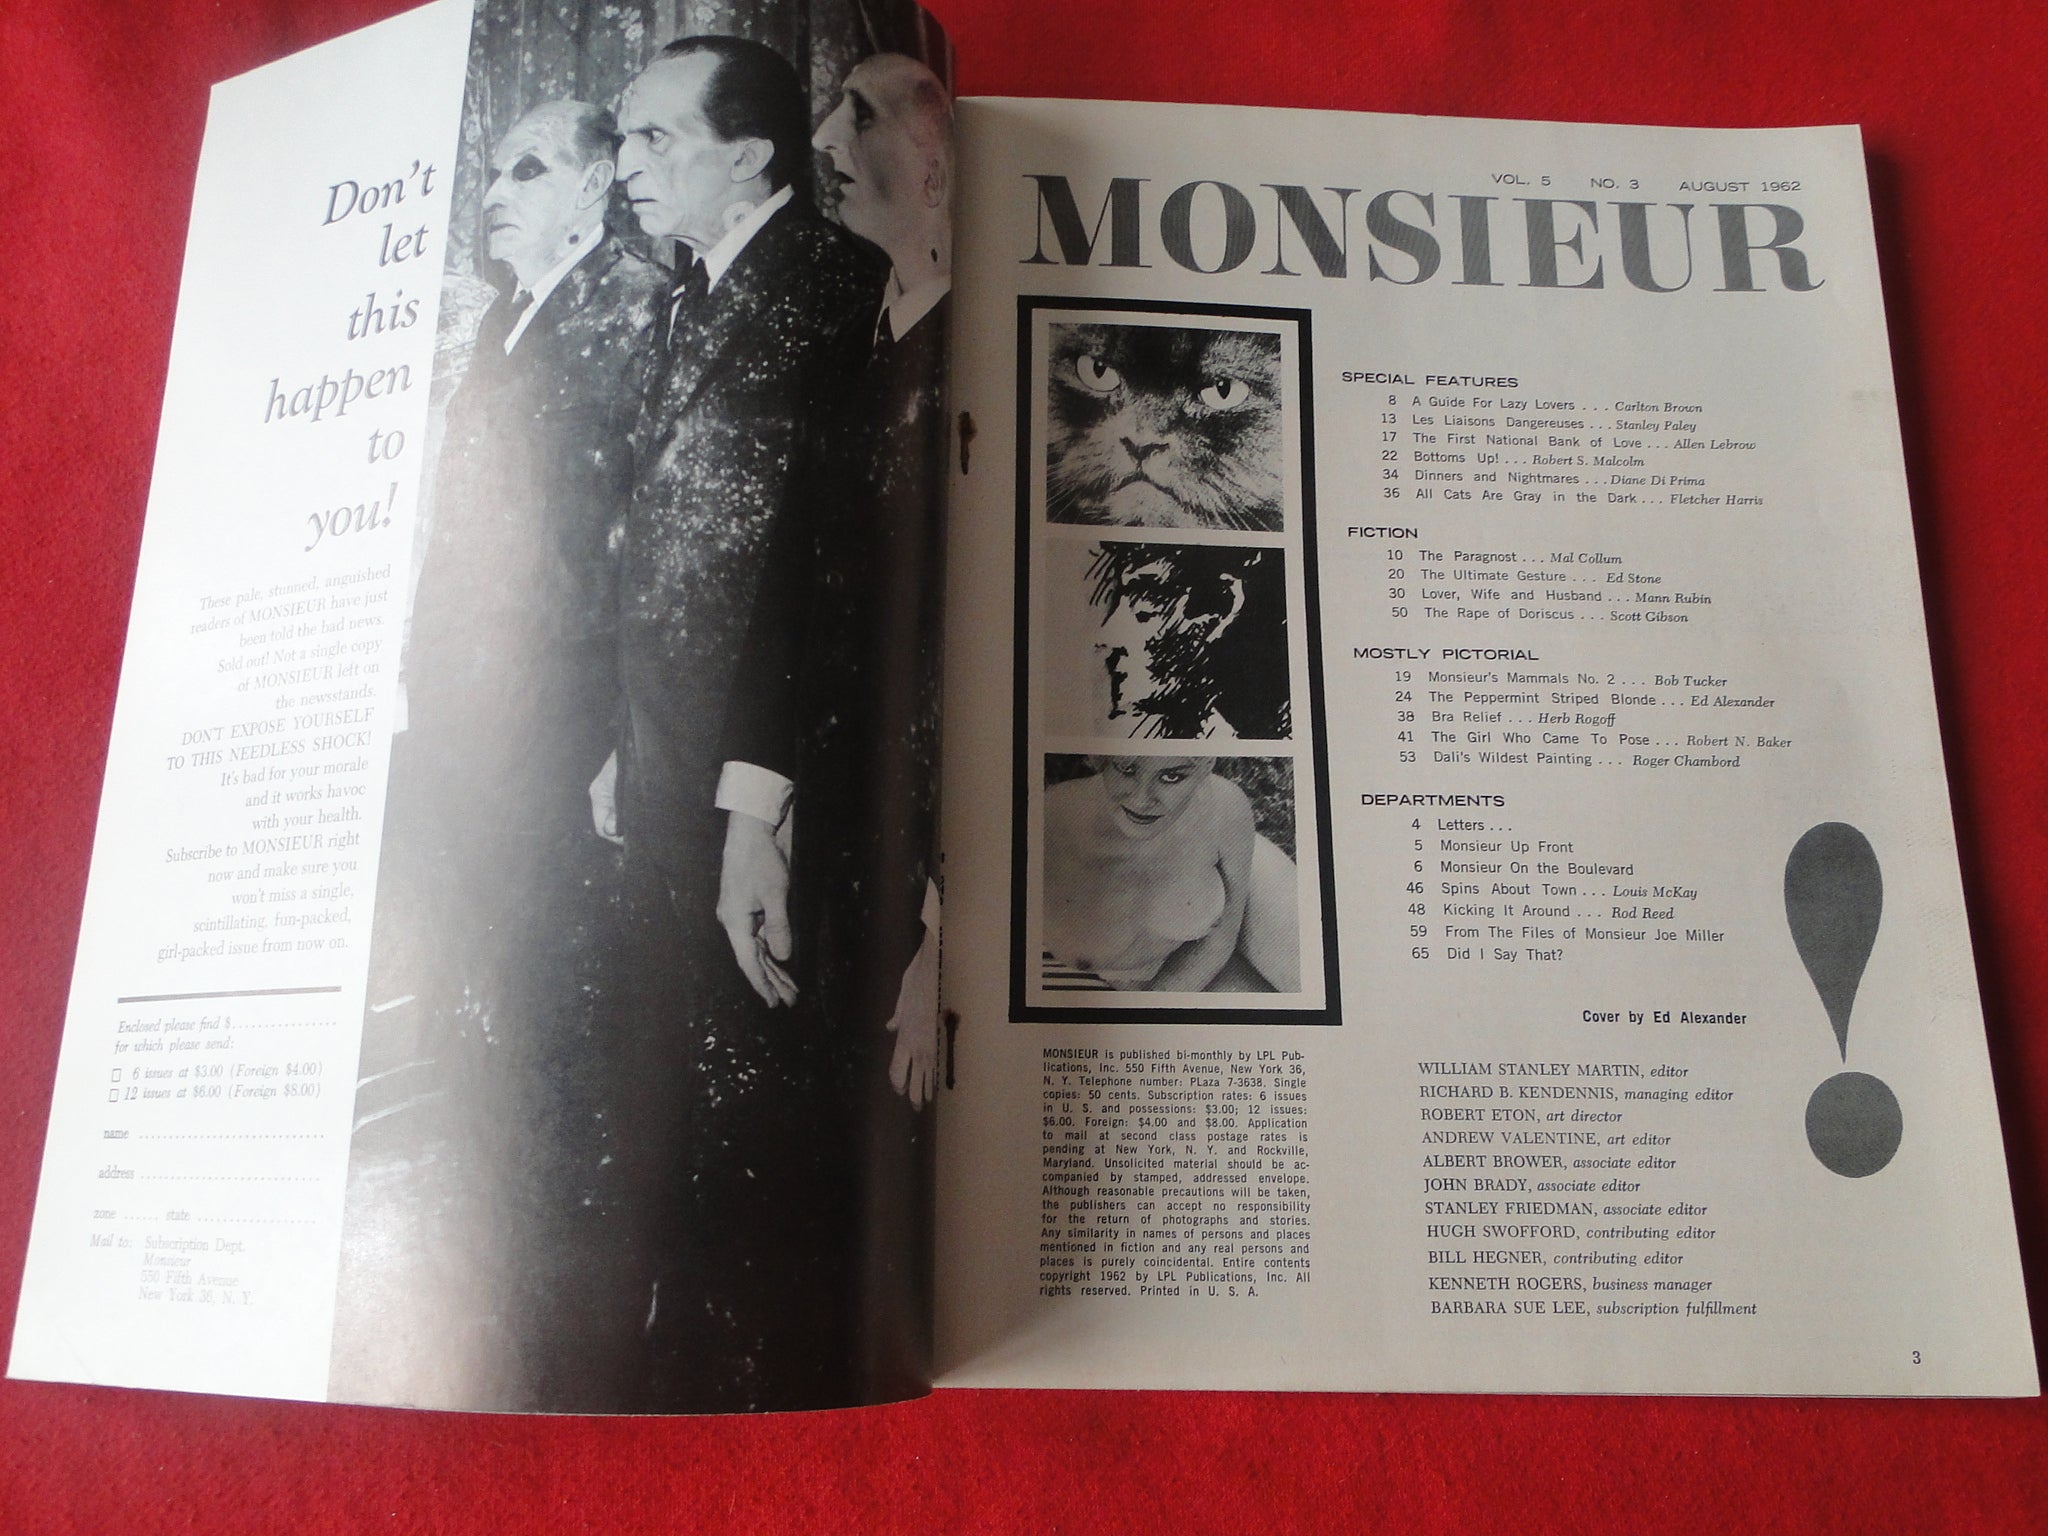 Don't
let
this
happen
to
you!
These pale, stunned, anguished
readers of MONSIEUR have just
been told the bad news.
Sold out! Not a single copy
of MONSIEUR left on
the newsstands.
DON'T EXPOSE YOURSELF
TO THIS NEEDLESS SHOCK!
It's bad for your morale
and it works havoc
with your health.
Subscribe to MONSIEUR right
now and make sure you
won't miss a single,
scintillating, fun-packed,
girl-packed issue from now on.
Enclosed please find $................
for which please send:
6 issues at $3.00 (Foreign $4.00)
12 issues at $6.00 (Foreign $8.00)
name ..............................
address ..............................
zone ...... state ....................
Mail to: Subscription Dept.
Monsieur
550 Fifth Avenue
New York 36, N. Y.
VOL. 5 NO. 3 AUGUST 1962
MONSIEUR
SPECIAL FEATURES
8 A Guide For Lazy Lovers . . . Carlton Brown
13 Les Liaisons Dangereuses . . . Stanley Paley
17 The First National Bank of Love . . . Allen Lebrow
22 Bottoms Up! . . . Robert S. Malcolm
34 Dinners and Nightmares . . . Diane Di Prima
36 All Cats Are Gray in the Dark . . . Fletcher Harris
FICTION
10 The Paragnost . . . Mal Collum
20 The Ultimate Gesture . . . Ed Stone
30 Lover, Wife and Husband . . . Mann Rubin
50 The Rape of Doriscus . . . Scott Gibson
MOSTLY PICTORIAL
19 Monsieur's Mammals No. 2 . . . Bob Tucker
24 The Peppermint Striped Blonde . . . Ed Alexander
38 Bra Relief . . . Herb Rogoff
41 The Girl Who Came To Pose . . . Robert N. Baker
53 Dali's Wildest Painting . . . Roger Chambord
DEPARTMENTS
4 Letters . . .
5 Monsieur Up Front
6 Monsieur On the Boulevard
46 Spins About Town . . . Louis McKay
48 Kicking It Around . . . Rod Reed
59 From The Files of Monsieur Joe Miller
65 Did I Say That?
Cover by Ed Alexander
MONSIEUR is published bi-monthly by LPL Pub-
lications, Inc. 550 Fifth Avenue, New York 36,
N. Y. Telephone number: PLaza 7-3638. Single
copies: 50 cents. Subscription rates: 6 issues
in U. S. and possessions: $3.00; 12 issues:
$6.00. Foreign: $4.00 and $8.00. Application
to mail at second class postage rates is
pending at New York, N. Y. and Rockville,
Maryland. Unsolicited material should be ac-
companied by stamped, addressed envelope.
Although reasonable precautions will be taken,
the publishers can accept no responsibility
for the return of photographs and stories.
Any similarity in names of persons and places
mentioned in fiction and any real persons and
places is purely coincidental. Entire contents
copyright 1962 by LPL Publications, Inc. All
rights reserved. Printed in U. S. A.
WILLIAM STANLEY MARTIN, editor
RICHARD B. KENDENNIS, managing editor
ROBERT ETON, art director
ANDREW VALENTINE, art editor
ALBERT BROWER, associate editor
JOHN BRADY, associate editor
STANLEY FRIEDMAN, associate editor
HUGH SWOFFORD, contributing editor
BILL HEGNER, contributing editor
KENNETH ROGERS, business manager
BARBARA SUE LEE, subscription fulfillment
3